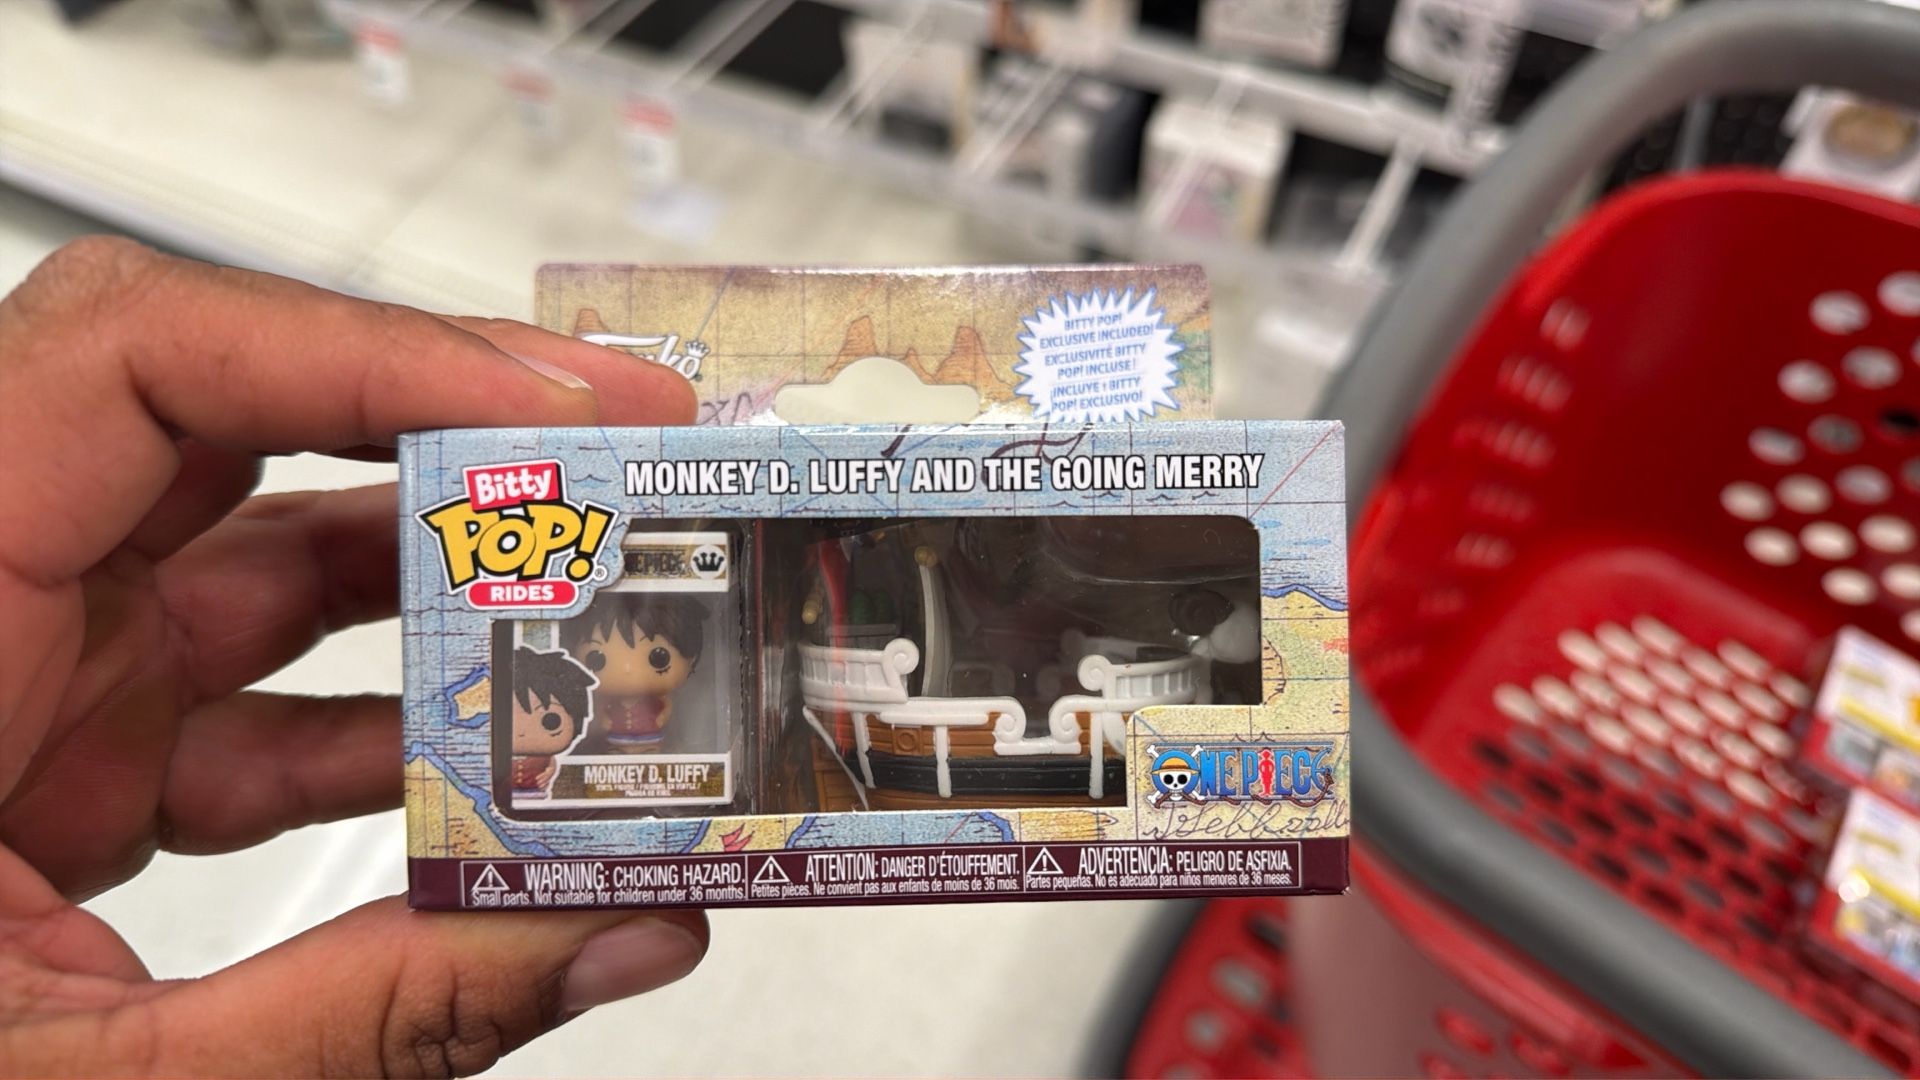 Funko
BITTY POP!
EXCLUSIVE INCLUDED!
EXCLUSIVITÉ BITTY
POP! INCLUSE!
¡INCLUYE 1 BITTY
POP! EXCLUSIVO!
Bitty
POP!
RIDES
MONKEY D. LUFFY AND THE GOING MERRY
MONKEY D. LUFFY
ONE PIECE
WARNING: CHOKING HAZARD.
Small parts. Not suitable for children under 36 months.
ATTENTION: DANGER D'ÉTOUFFEMENT.
Petites pièces. Ne convient pas aux enfants de moins de 36 mois.
ADVERTENCIA: PELIGRO DE ASFIXIA.
Partes pequeñas. No es adecuado para niños menores de 36 meses.